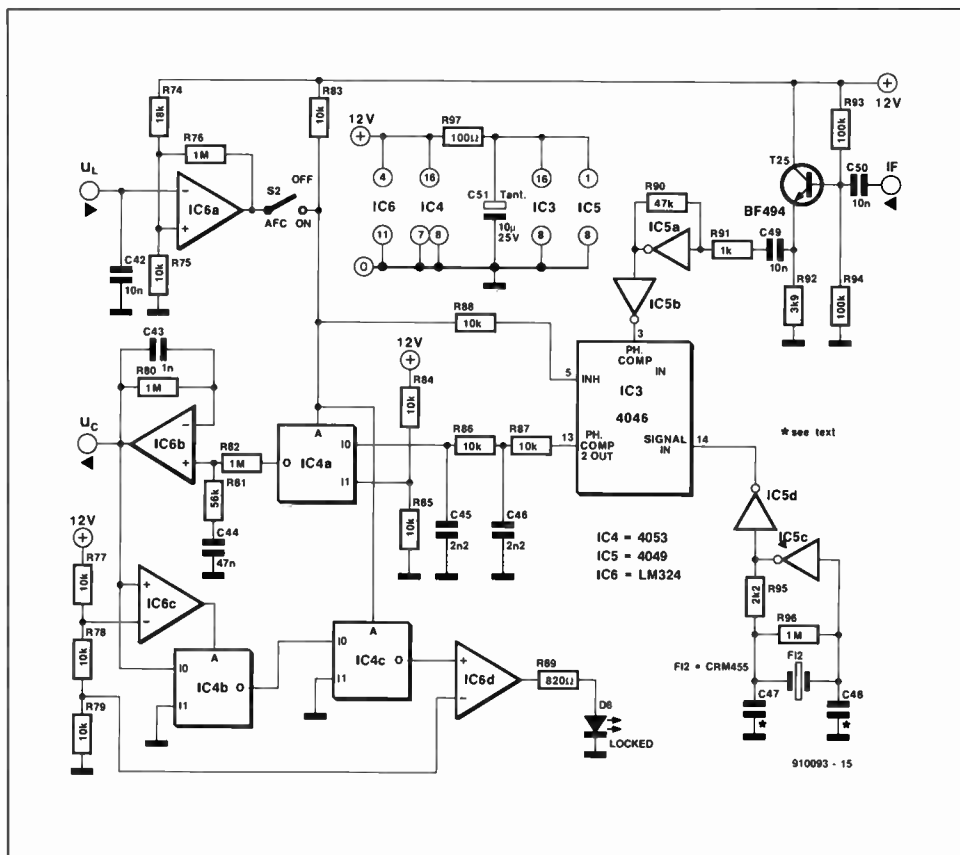 R74
18k
R76
1M
U_L
IC6a
S2
OFF
AFC
ON
C42
10n
R75
10k
R83
10k
12V
R97
100Ω
4
16
16
1
C51
Tant.
10µ
25V
IC6
IC4
IC3
IC5
11
7
8
8
8
0
R90
47k
IC5a
R91
1k
C49
10n
IC5b
T25
BF494
R92
3k9
12V
R93
100k
C50
10n
IF
R94
100k
C43
1n
R80
1M
U_C
IC6b
R82
1M
R81
56k
C44
47n
R88
10k
12V
R84
10k
R85
10k
A
O
IC4a
I0
I1
R86
10k
R87
10k
C45
2n2
C46
2n2
3
PH.
COMP
IN
5
INH
IC3
4046
13
PH.
COMP
2 OUT
SIGNAL
IN
14
* see text
IC4 = 4053
IC5 = 4049
IC6 = LM324
IC5d
IC5c
R95
2k2
R96
1M
Fl2 = CRM455
Fl2
C47
*
C48
*
12V
R77
10k
R78
10k
R79
10k
IC6c
A
I0
IC4b
O
I1
A
I0
IC4c
O
I1
IC6d
R89
820Ω
D6
LOCKED
910093 - 15